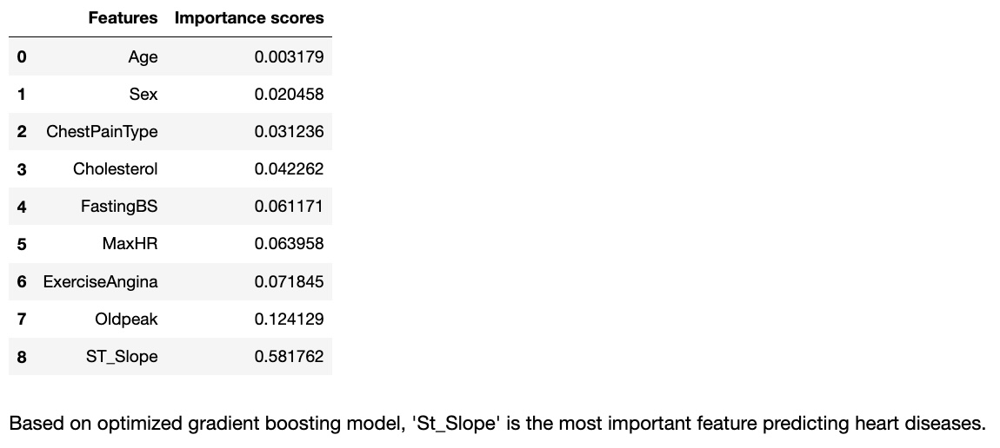 Features Importance scores
0 Age 0.003179
1 Sex 0.020458
2 ChestPainType 0.031236
3 Cholesterol 0.042262
4 FastingBS 0.061171
5 MaxHR 0.063958
6 ExerciseAngina 0.071845
7 Oldpeak 0.124129
8 ST_Slope 0.581762
Based on optimized gradient boosting model, 'St_Slope' is the most important feature predicting heart diseases.